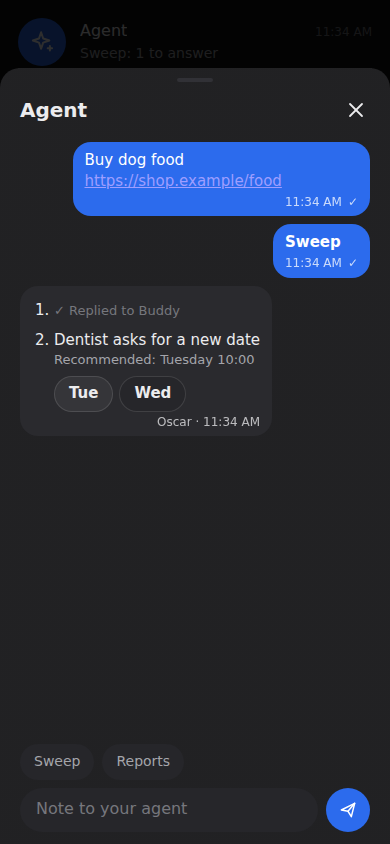 Agent
11:34 AM
Sweep: 1 to answer
Agent
Buy dog food
https://shop.example/food
11:34 AM ✓
Sweep
11:34 AM ✓
1. ✓ Replied to Buddy
2. Dentist asks for a new date
Recommended: Tuesday 10:00
Tue Wed
Oscar · 11:34 AM
Sweep Reports
Note to your agent